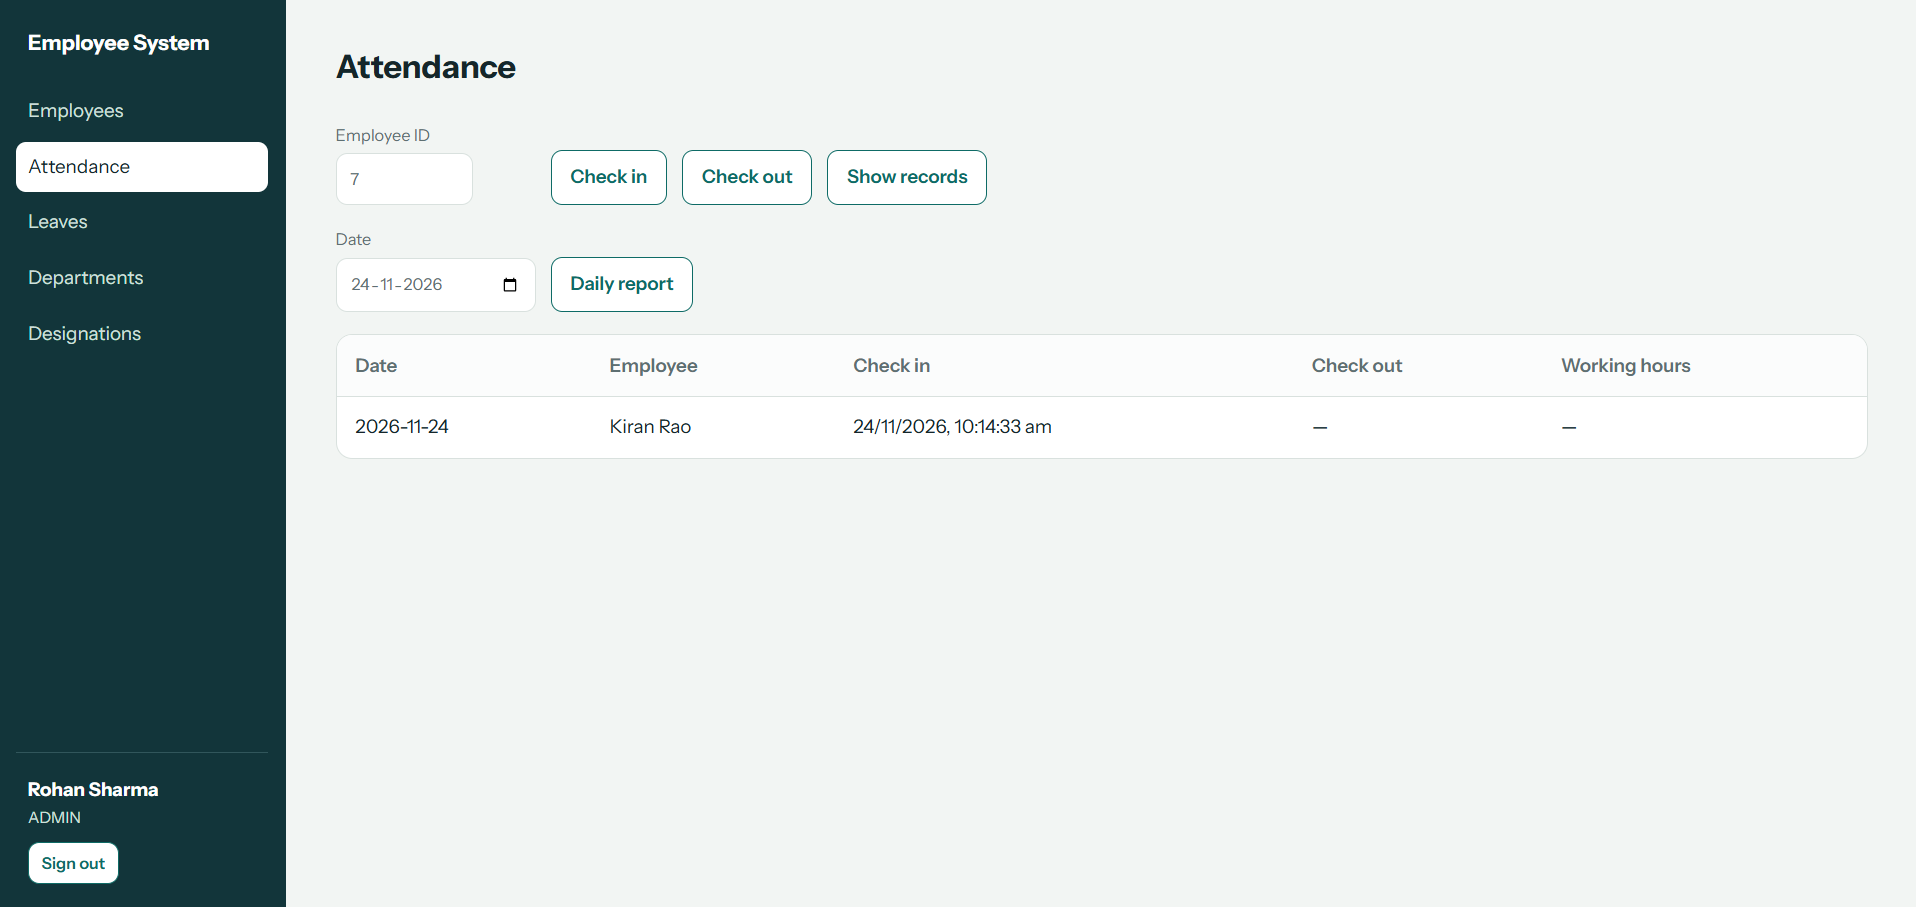 Employee System
Employees
Attendance
Leaves
Departments
Designations
Rohan Sharma
ADMIN
Sign out
Attendance
Employee ID
7
Check in
Check out
Show records
Date
24-11-2026
Daily report
Date Employee Check in Check out Working hours
2026-11-24 Kiran Rao 24/11/2026, 10:14:33 am — —